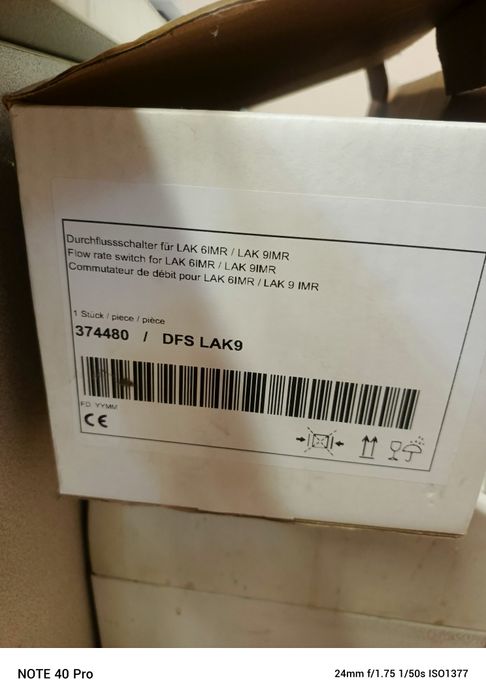 Durchflussschalter für LAK 6IMR / LAK 9IMR
Flow rate switch for LAK 6IMR / LAK 9IMR
Commutateur de débit pour LAK 6IMR / LAK 9 IMR
1 Stück / piece / pièce
374480 / DFS LAK9
FD: YYMM
CE
NOTE 40 Pro
24mm f/1.75 1/50s ISO1377